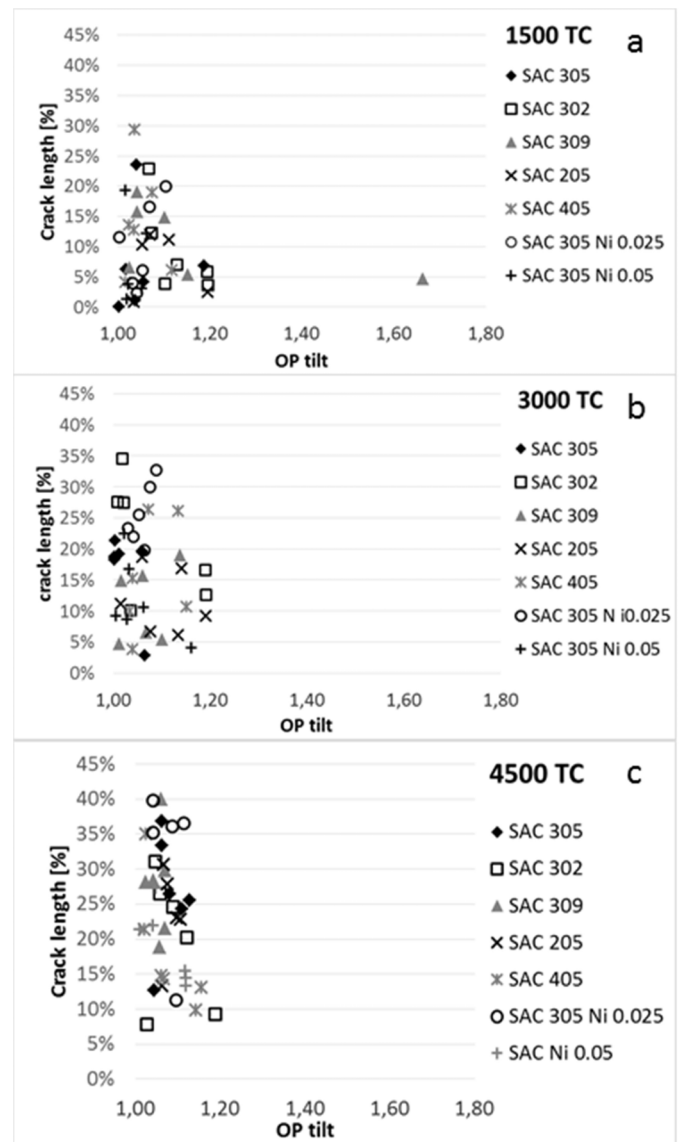 1500 TC
a
Crack length [%]
45%
40%
35%
30%
25%
20%
15%
10%
5%
0%
1,00
1,20
1,40
1,60
1,80
OP tilt
SAC 305
SAC 302
SAC 309
SAC 205
SAC 405
SAC 305 Ni 0.025
SAC 305 Ni 0.05
3000 TC
b
crack length [%]
45%
40%
35%
30%
25%
20%
15%
10%
5%
0%
1,00
1,20
1,40
1,60
1,80
OP tilt
SAC 305
SAC 302
SAC 309
SAC 205
SAC 405
SAC 305 N i0.025
SAC 305 Ni 0.05
4500 TC
c
Crack length [%]
45%
40%
35%
30%
25%
20%
15%
10%
5%
0%
1,00
1,20
1,40
1,60
1,80
OP tilt
SAC 305
SAC 302
SAC 309
SAC 205
SAC 405
SAC 305 Ni 0.025
SAC Ni 0.05